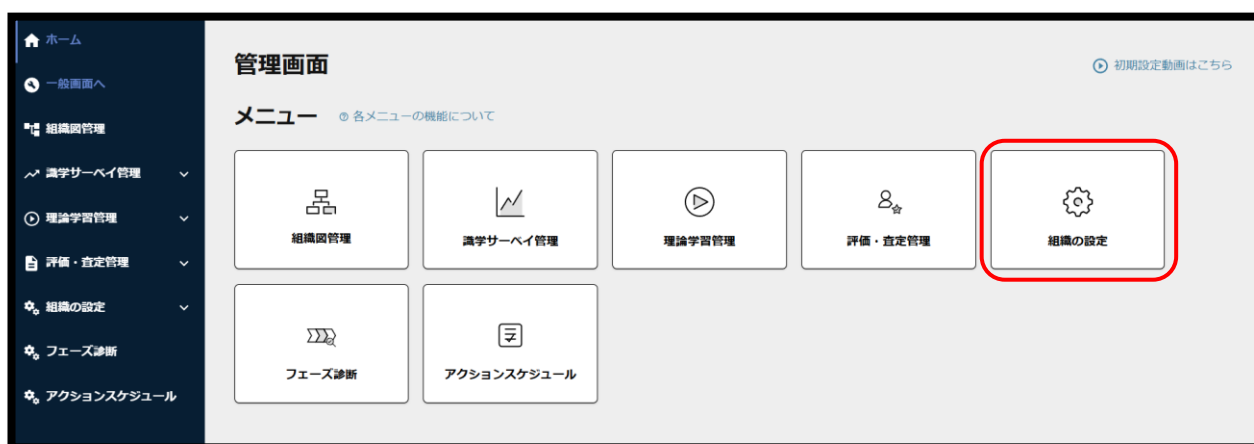 ホーム
一般画面へ
組織図管理
識学サーベイ管理
理論学習管理
評価・査定管理
組織の設定
フェーズ診断
アクションスケジュール
管理画面
初期設定動画はこちら
メニュー
各メニューの機能について
組織図管理
識学サーベイ管理
理論学習管理
評価・査定管理
組織の設定
フェーズ診断
アクションスケジュール